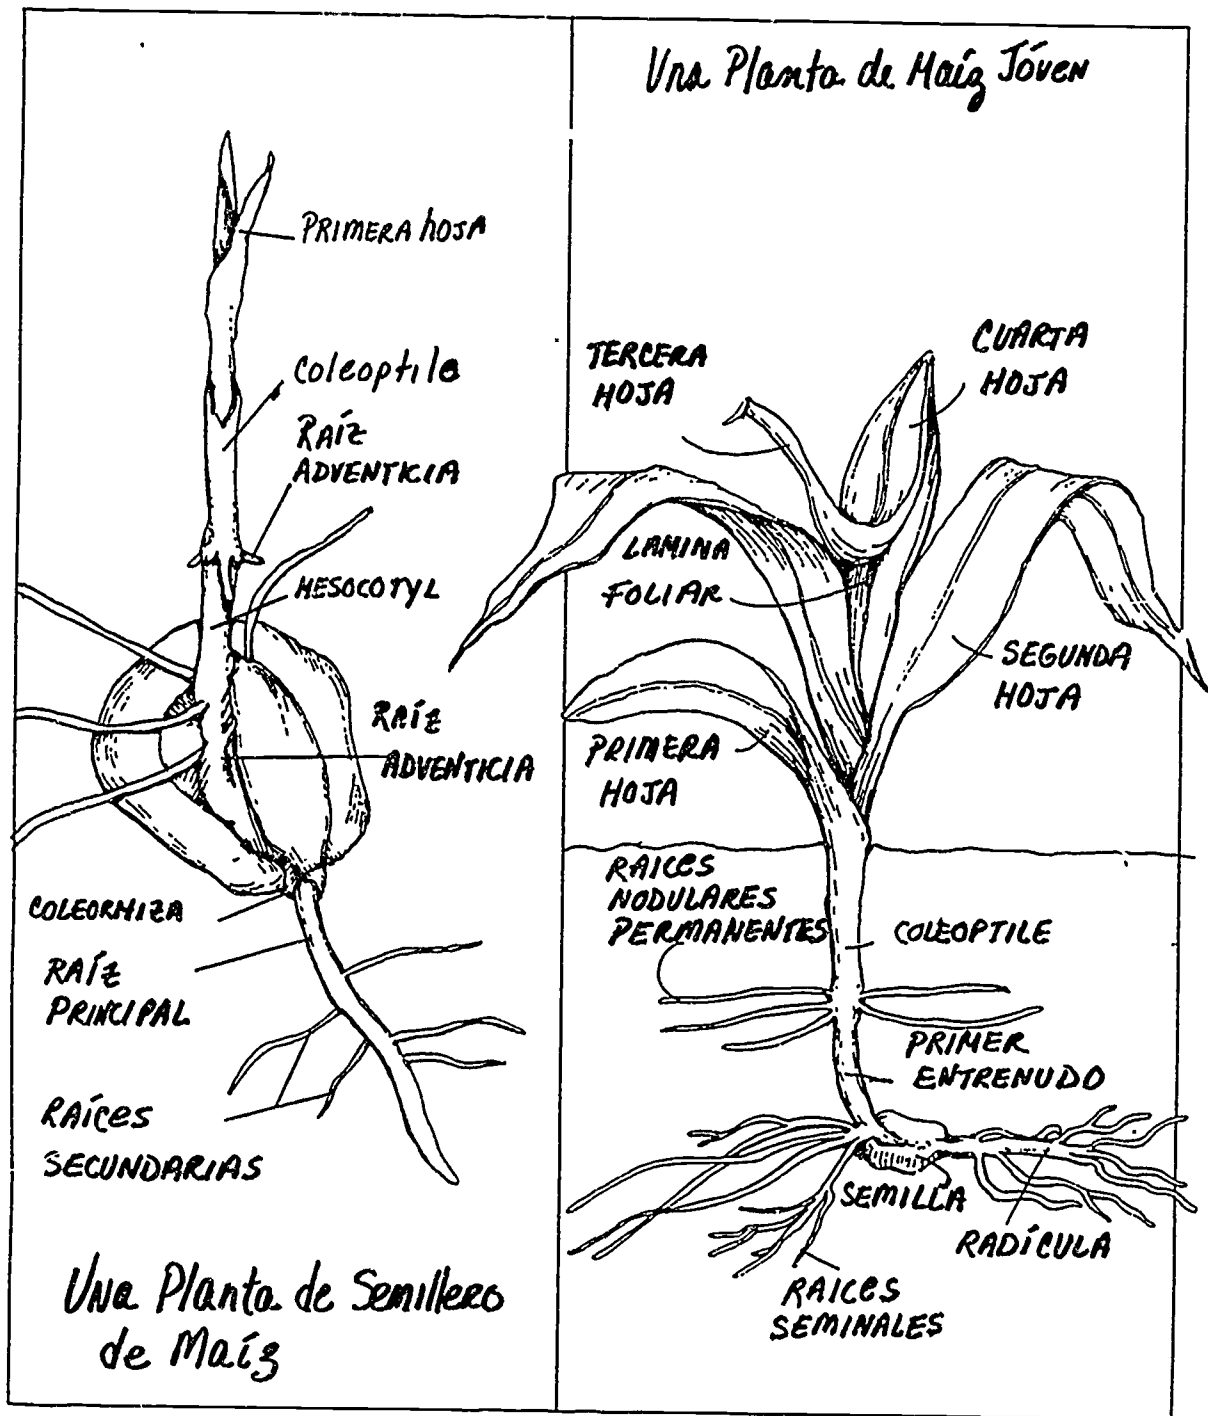 PRIMERA hOJA
Coleoptile
RAÍZ
ADVENTICIA
MESOCOTYL
RAÍZ
ADVENTICIA
COLEORHIZA
RAÍZ
PRINCIPAL
RAÍCES
SECUNDARIAS
Una Planta de Semillero
de Maíz
Una Planta de Maíz Jóven
TERCERA
HOJA
CUARTA
HOJA
LAMINA
FOLIAR
SEGUNDA
HOJA
PRIMERA
HOJA
RAICES
NODULARES
PERMANENTES
COLEOPTILE
PRIMER
ENTRENUDO
SEMILLA
RADÍCULA
RAICES
SEMINALES